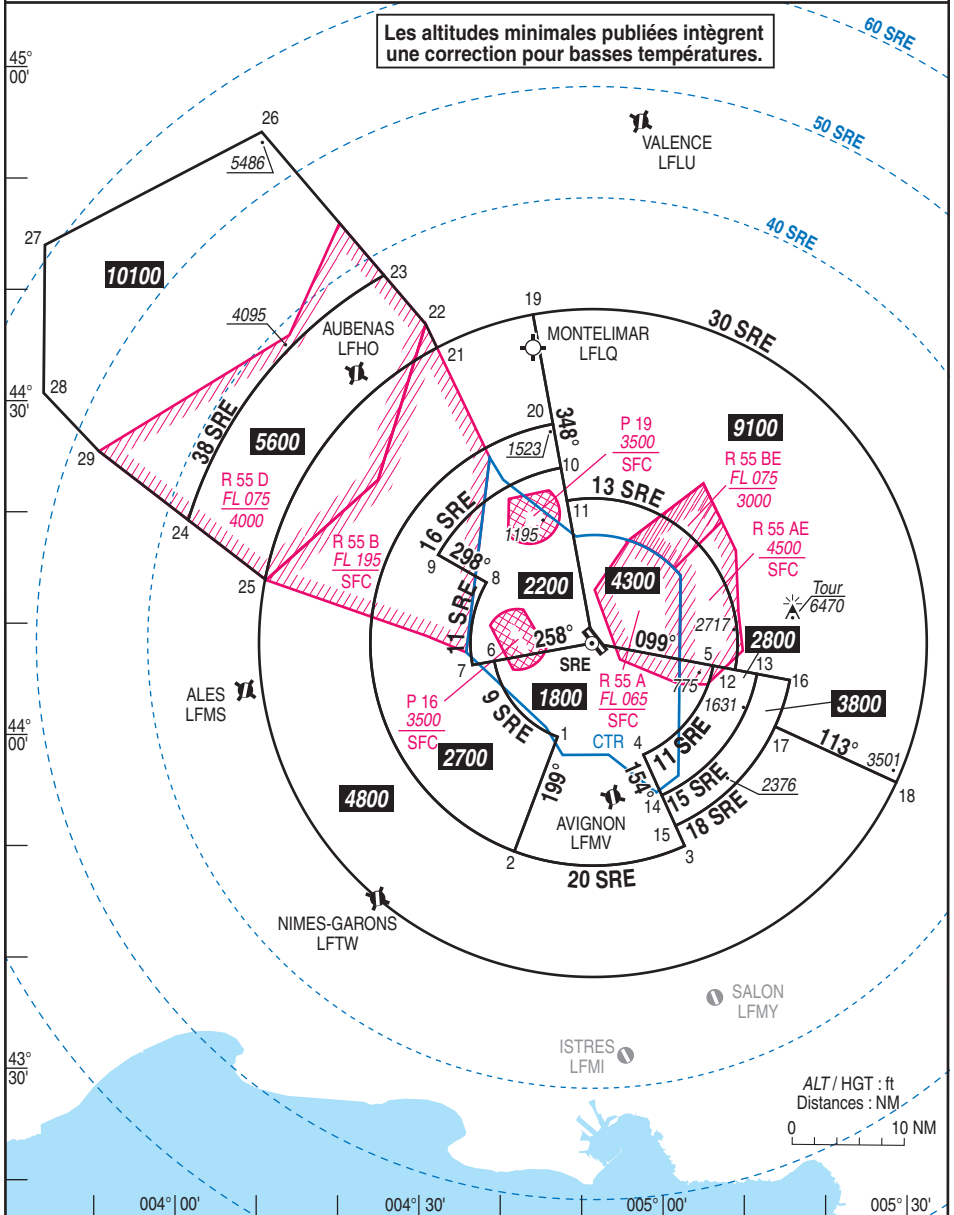 Les altitudes minimales publiées intègrent
une correction pour basses températures.
60 SRE
45°
00'
26
5486
50 SRE
VALENCE
LFLU
40 SRE
27
10100
23
4095
22
AUBENAS
LFHO
21
19
MONTELIMAR
LFLQ
30 SRE
28
44°
30'
38 SRE
20
348°
1523
P 19
3500
SFC
9100
29
5600
10
R 55 D
FL 075
4000
R 55 BE
FL 075
3000
13 SRE
11
16 SRE
1195
24
R 55 B
FL 195
SFC
R 55 AE
4500
SFC
298°
9
8
2200
4300
25
11 SRE
Tour
6470
2717
2800
258°
099°
6
7
SRE
5
12
13
16
ALES
LFMS
775
1631
R 55 A
FL 065
SFC
1800
P 16
3500
SFC
3800
9 SRE
44°
00'
1
CTR
4
17
113°
3501
11 SRE
2700
199°
154°
15 SRE
2376
18
4800
14
AVIGNON
LFMV
18 SRE
15
3
2
20 SRE
NIMES-GARONS
LFTW
SALON
LFMY
ISTRES
LFMI
43°
30'
ALT / HGT : ft
Distances : NM
0
10 NM
004° 00'
004° 30'
005° 00'
005° 30'